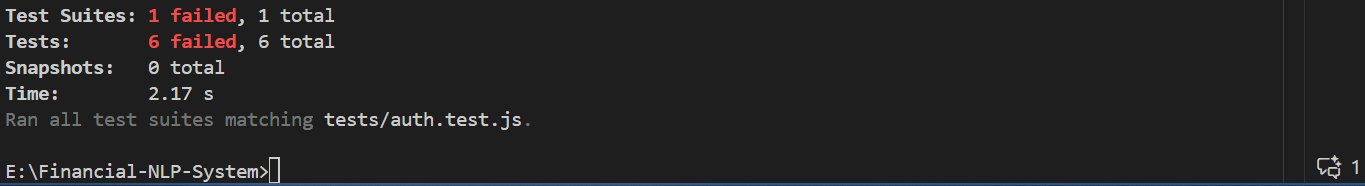 Test Suites: 1 failed, 1 total
Tests:       6 failed, 6 total
Snapshots:   0 total
Time:        2.17 s
Ran all test suites matching tests/auth.test.js.
E:\Financial-NLP-System>
1